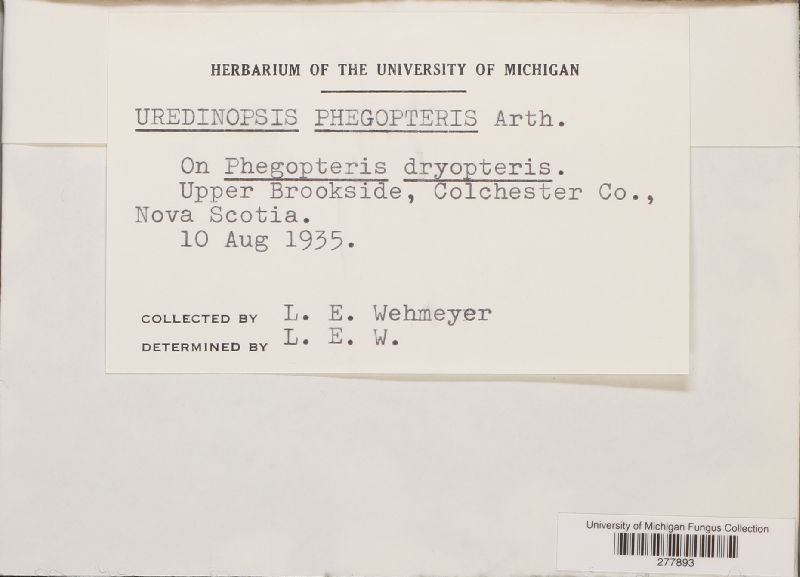 HERBARIUM OF THE UNIVERSITY OF MICHIGAN
UREDINOPSIS PHEGOPTERIS Arth.
On Phegopteris dryopteris.
Upper Brookside, Colchester Co.,
Nova Scotia.
10 Aug 1935.
COLLECTED BY L. E. Wehmeyer
DETERMINED BY L. E. W.
University of Michigan Fungus Collection
277893